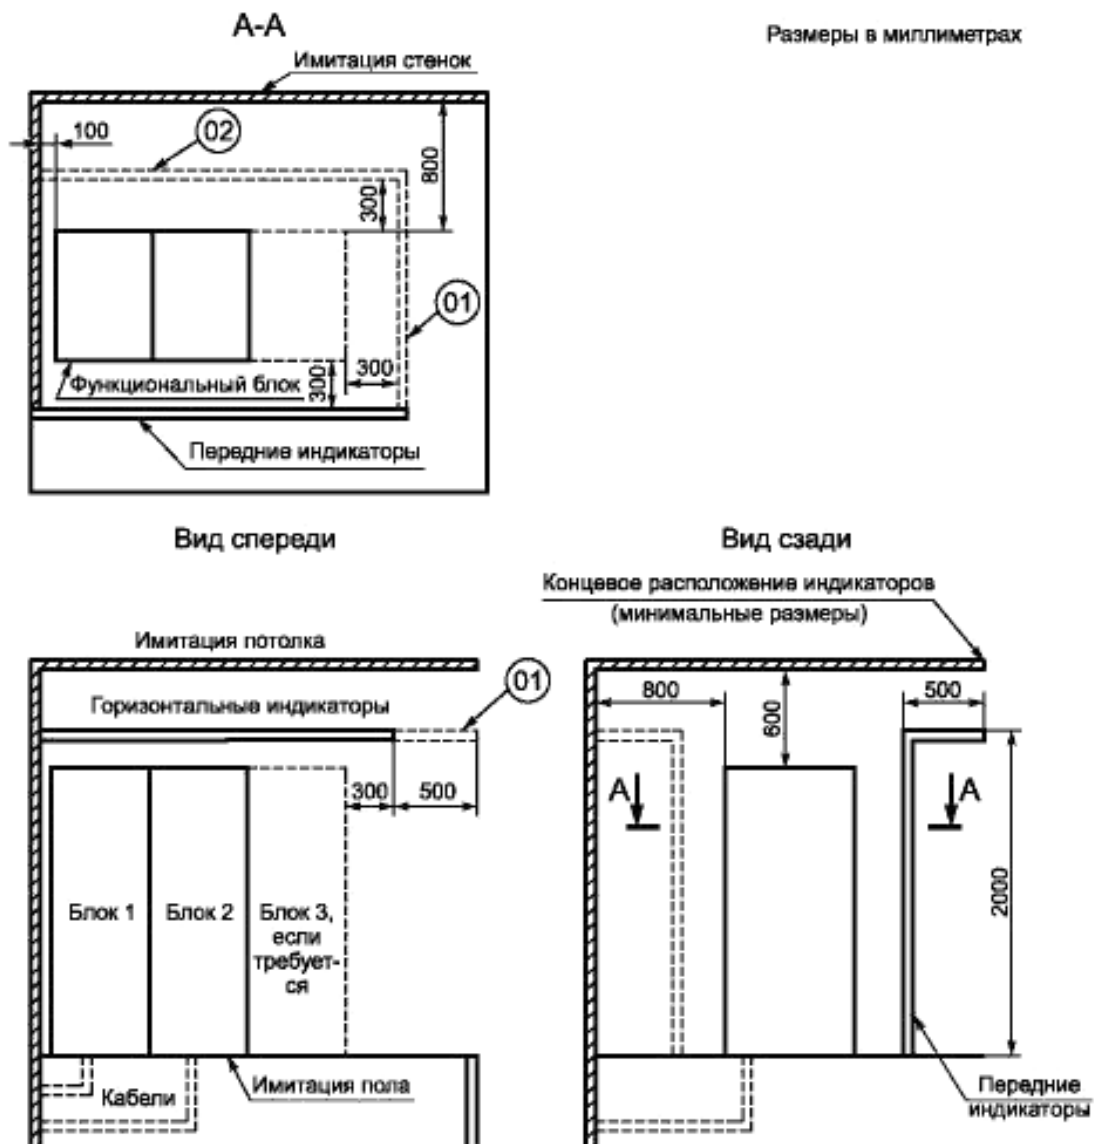 А-А
Размеры в миллиметрах
Имитация стенок
100
02
800
300
01
300
300
Функциональный блок
Передние индикаторы
Вид спереди
Вид сзади
Концевое расположение индикаторов
(минимальные размеры)
Имитация потолка
01
Горизонтальные индикаторы
800
600
500
300
500
А
А
2000
Блок 1
Блок 2
Блок 3,
если
требует-
ся
Кабели
Имитация пола
Передние
индикаторы